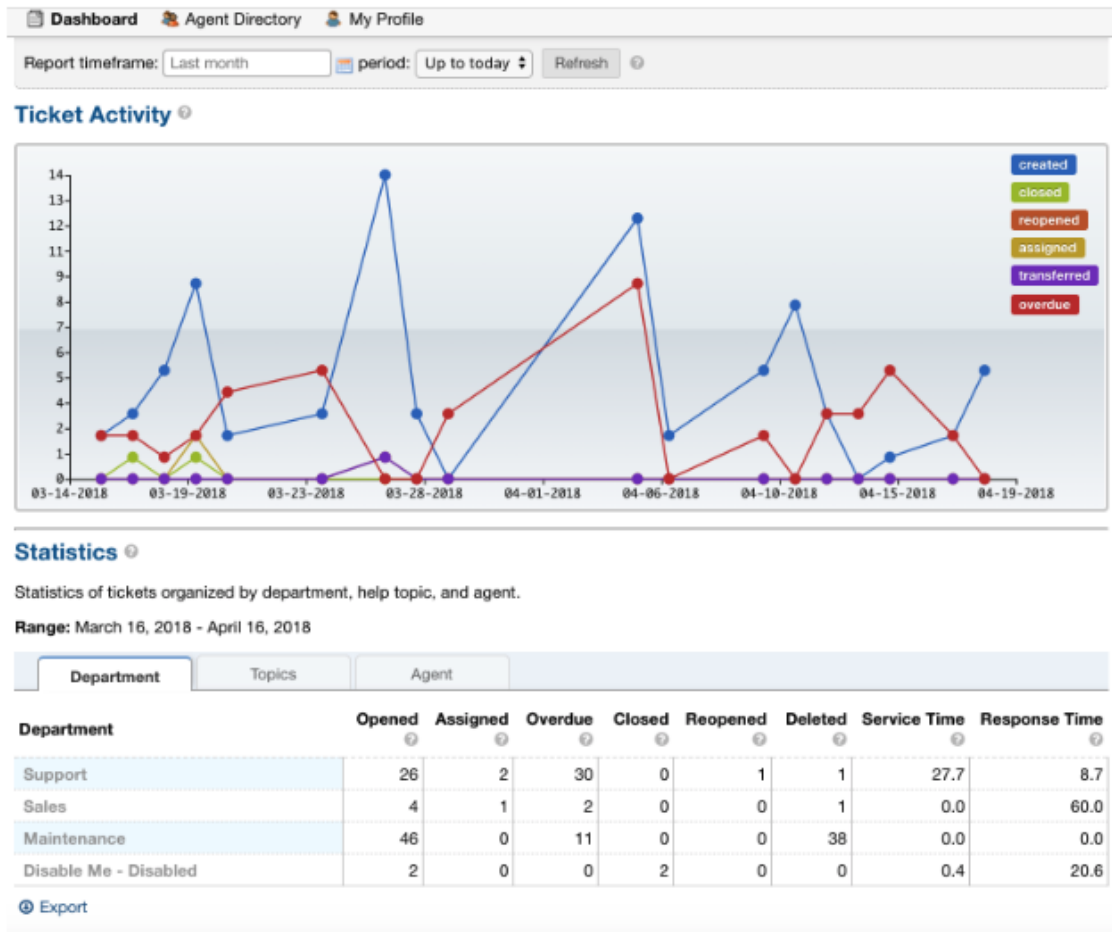 Dashboard Agent Directory My Profile
Report timeframe: Last month period: Up to today Refresh
Ticket Activity
created
closed
reopened
assigned
transferred
overdue
14
13
12
11
9
8
7
6
5
4
2
1
0
03-14-2018 03-19-2018 03-23-2018 03-28-2018 04-01-2018 04-06-2018 04-10-2018 04-15-2018 04-19-2018
Statistics
Statistics of tickets organized by department, help topic, and agent.
Range: March 16, 2018 - April 16, 2018
Department Topics Agent
Department Opened Assigned Overdue Closed Reopened Deleted Service Time Response Time
Support 26 2 30 0 1 1 27.7 8.7
Sales 4 1 2 0 0 1 0.0 60.0
Maintenance 46 0 11 0 0 38 0.0 0.0
Disable Me - Disabled 2 0 0 2 0 0 0.4 20.6
Export